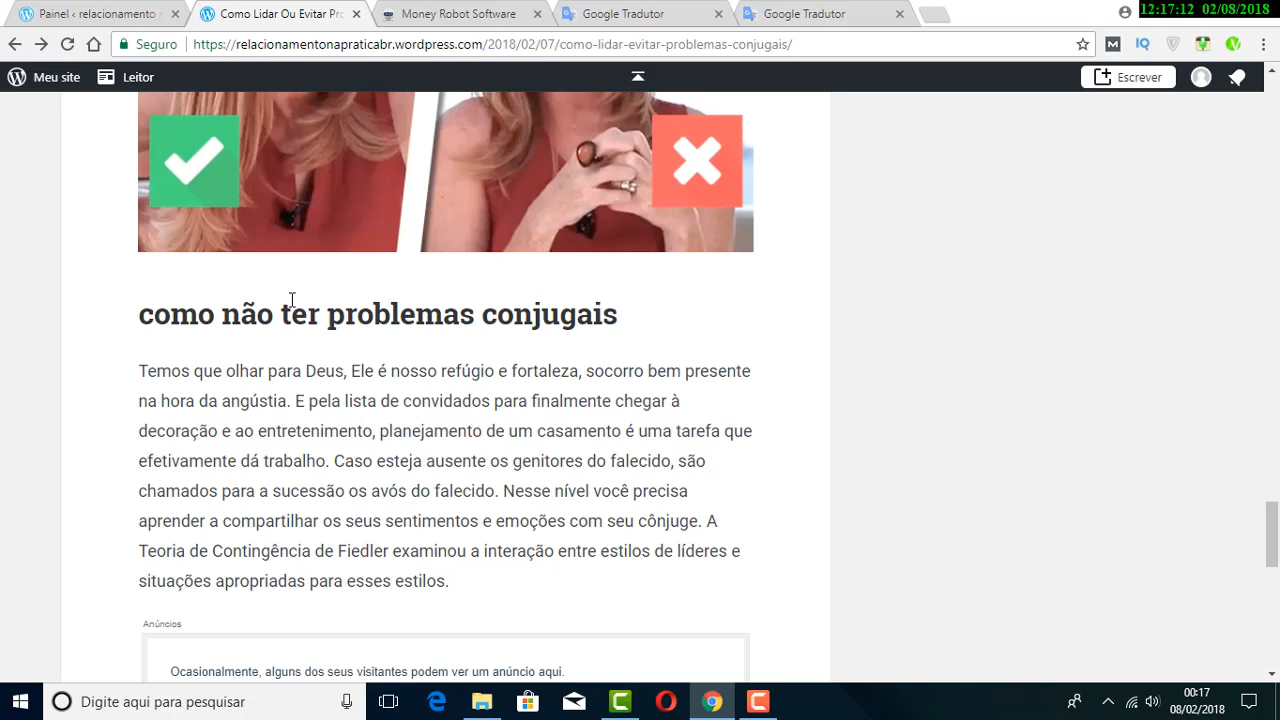 Painel ‹ relacionamento n
Como Lidar Ou Evitar Pro
Money Robot Software
Google Tradutor
Google Tradutor
12:17:12 02/08/2018
Seguro
https://relacionamentonapraticabr.wordpress.com/2018/02/07/como-lidar-evitar-problemas-conjugais/
Meu site
Leitor
Escrever
como não ter problemas conjugais
Temos que olhar para Deus, Ele é nosso refúgio e fortaleza, socorro bem presente
na hora da angústia. E pela lista de convidados para finalmente chegar à
decoração e ao entretenimento, planejamento de um casamento é uma tarefa que
efetivamente dá trabalho. Caso esteja ausente os genitores do falecido, são
chamados para a sucessão os avós do falecido. Nesse nível você precisa
aprender a compartilhar os seus sentimentos e emoções com seu cônjuge. A
Teoria de Contingência de Fiedler examinou a interação entre estilos de líderes e
situações apropriadas para esses estilos.
Anúncios
Ocasionalmente, alguns dos seus visitantes podem ver um anúncio aqui.
Digite aqui para pesquisar
00:17
08/02/2018